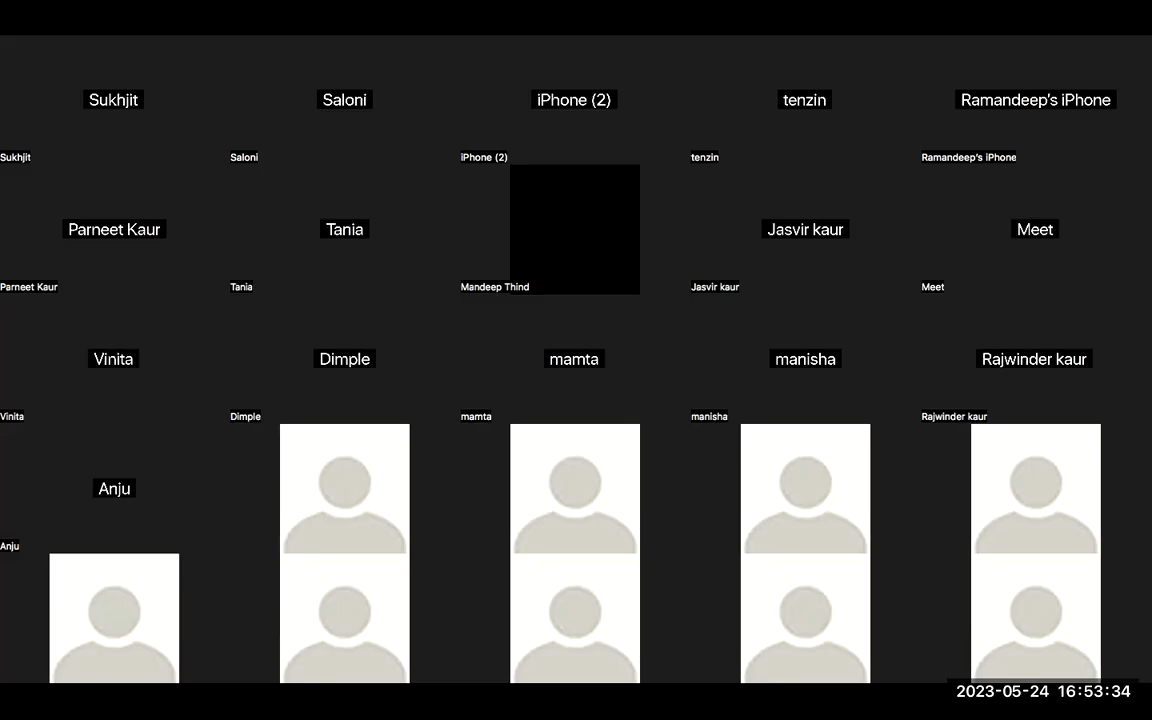 Sukhjit
Saloni
iPhone (2)
tenzin
Ramandeep's iPhone
Sukhjit
Saloni
iPhone (2)
tenzin
Ramandeep's iPhone
Parneet Kaur
Tania
Jasvir kaur
Meet
Parneet Kaur
Tania
Mandeep Thind
Jasvir kaur
Meet
Vinita
Dimple
mamta
manisha
Rajwinder kaur
Vinita
Dimple
mamta
manisha
Rajwinder kaur
Anju
Anju
2023-05-24 16:53:34